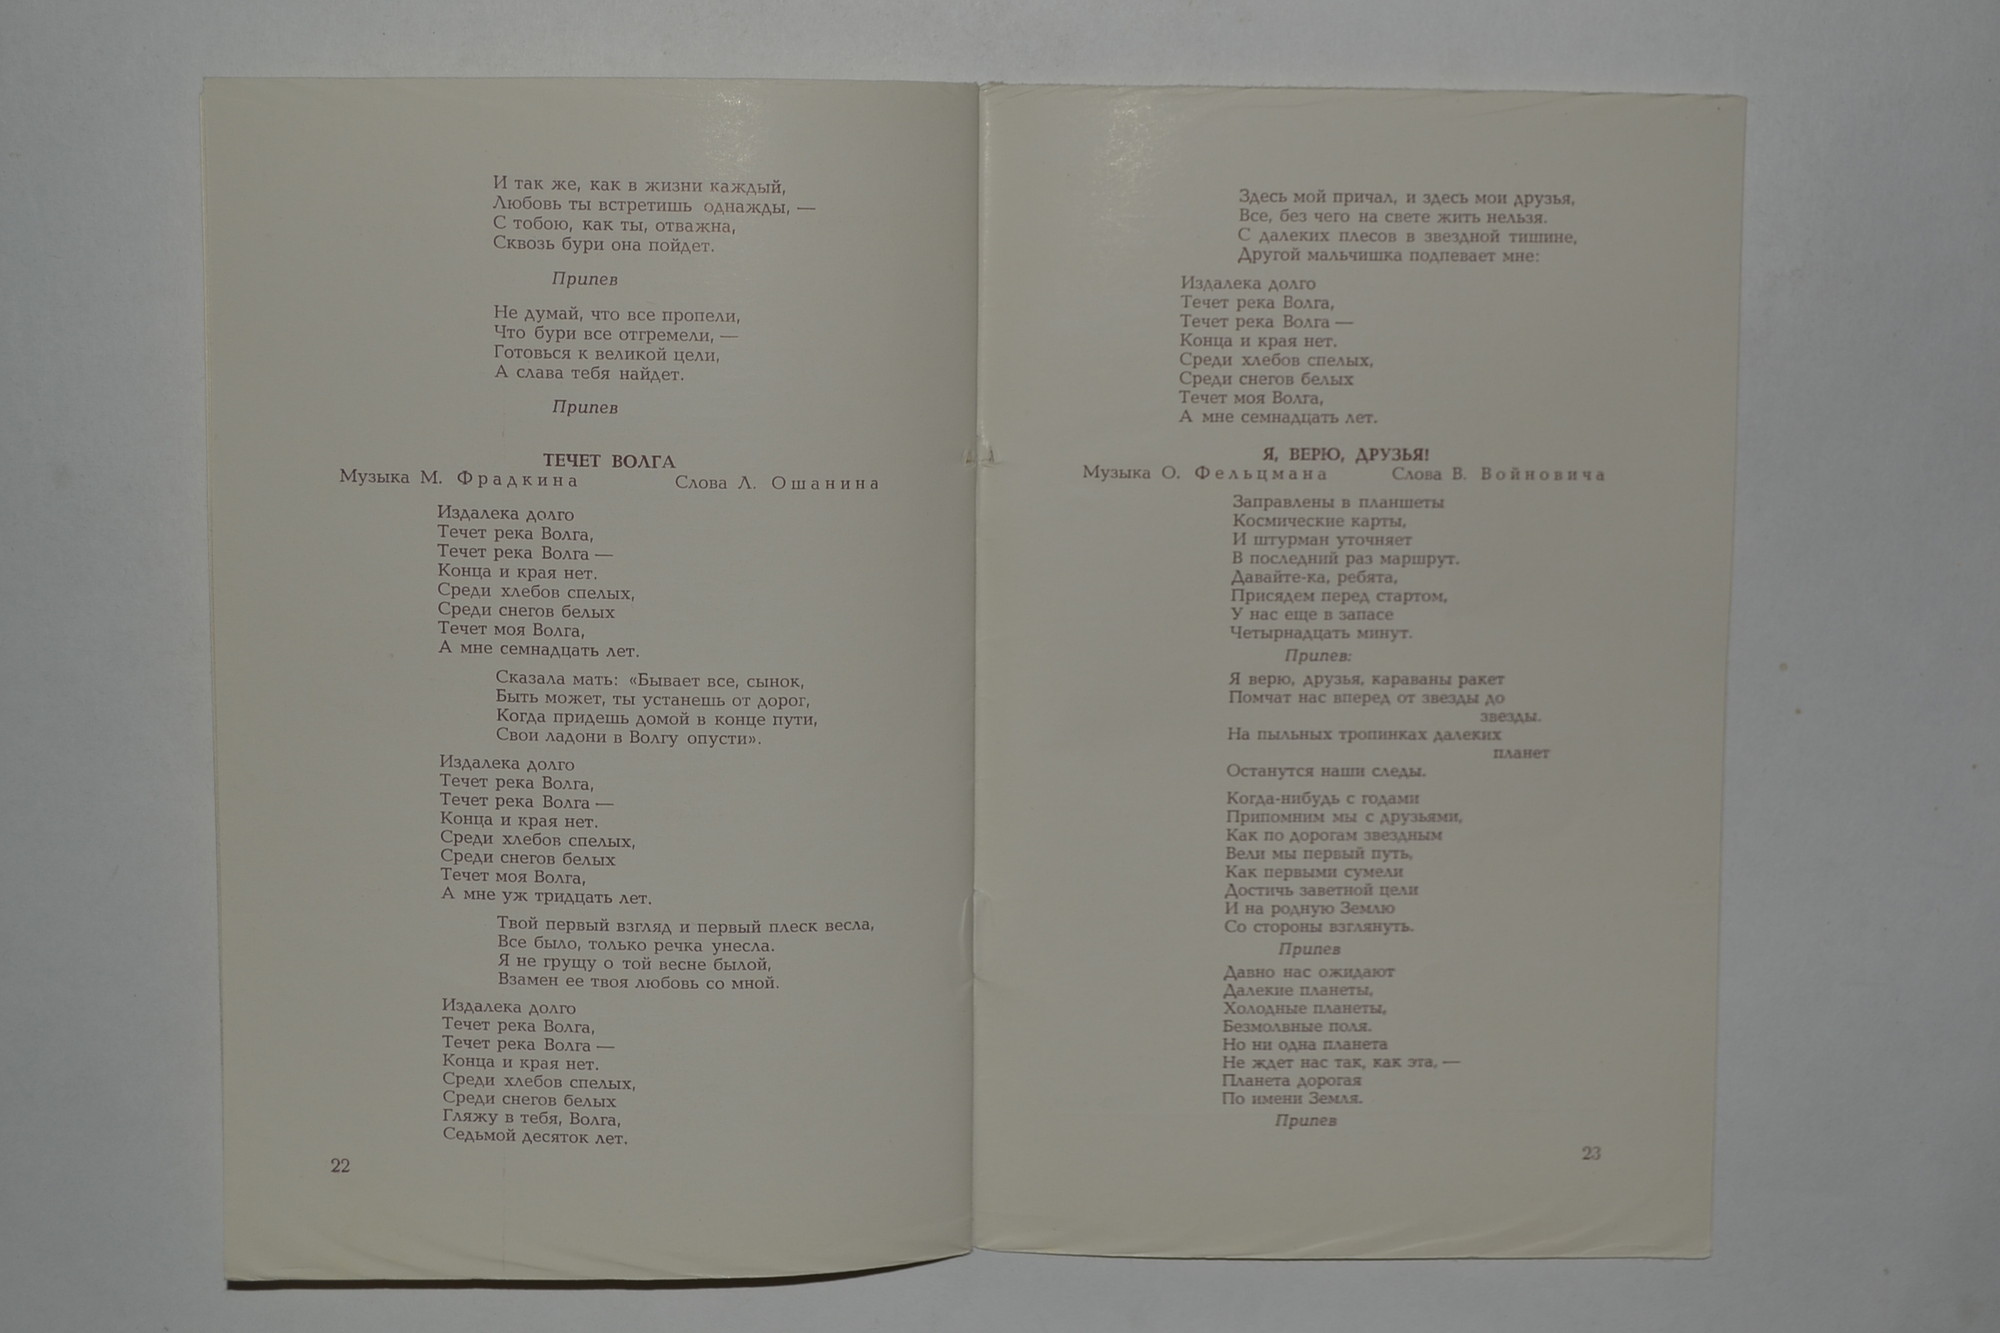 И так же, как в жизни каждый,
Любовь ты встретишь однажды, —
С тобою, как ты, отважна,
Сквозь бури она пойдет.
Припев
Не думай, что все пропели,
Что бури все отгремели, —
Готовься к великой цели,
А слава тебя найдет.
Припев
ТЕЧЕТ ВОЛГА
Музыка М. Фрадкина Слова Л. Ошанина
Издалека долго
Течет река Волга,
Течет река Волга —
Конца и края нет.
Среди хлебов спелых,
Среди снегов белых
Течет моя Волга,
А мне семнадцать лет.
Сказала мать: «Бывает все, сынок,
Быть может, ты устанешь от дорог,
Когда придешь домой в конце пути,
Свои ладони в Волгу опусти».
Издалека долго
Течет река Волга,
Течет река Волга —
Конца и края нет.
Среди хлебов спелых,
Среди снегов белых
Течет моя Волга,
А мне уж тридцать лет.
Твой первый взгляд и первый плеск весла,
Все было, только речка унесла.
Я не грущу о той весне былой,
Взамен ее твоя любовь со мной.
Издалека долго
Течет река Волга,
Течет река Волга —
Конца и края нет.
Среди хлебов спелых,
Среди снегов белых
Гляжу в тебя, Волга,
Седьмой десяток лет.
22
Здесь мой причал, и здесь мои друзья,
Все, без чего на свете жить нельзя.
С далеких плесов в звездной тишине,
Другой мальчишка подпевает мне:
Издалека долго
Течет река Волга,
Течет река Волга —
Конца и края нет.
Среди хлебов спелых,
Среди снегов белых
Течет моя Волга,
А мне семнадцать лет.
Я, ВЕРЮ, ДРУЗЬЯ!
Музыка О. Фельцмана Слова В. Войновича
Заправлены в планшеты
Космические карты,
И штурман уточняет
В последний раз маршрут.
Давайте-ка, ребята,
Присядем перед стартом,
У нас еще в запасе
Четырнадцать минут.
Припев:
Я верю, друзья, караваны ракет
Помчат нас вперед от звезды до
звезды.
На пыльных тропинках далеких
планет
Останутся наши следы.
Когда-нибудь с годами
Припомним мы с друзьями,
Как по дорогам звездным
Вели мы первый путь,
Как первыми сумели
Достичь заветной цели
И на родную Землю
Со стороны взглянуть.
Припев
Давно нас ожидают
Далекие планеты,
Холодные планеты,
Безмолвные поля.
Но ни одна планета
Не ждет нас так, как эта, —
Планета дорогая
По имени Земля.
Припев
23